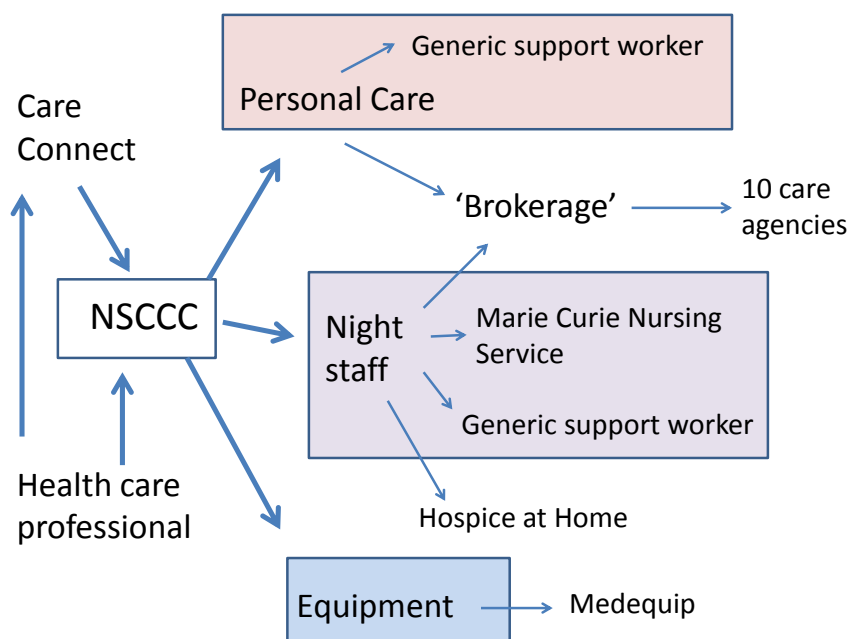 Generic support worker
Personal Care
Care
Connect
‘Brokerage’
10 care
agencies
NSCCC
Night
staff
Marie Curie Nursing
Service
Generic support worker
Health care
professional
Hospice at Home
Equipment
Medequip